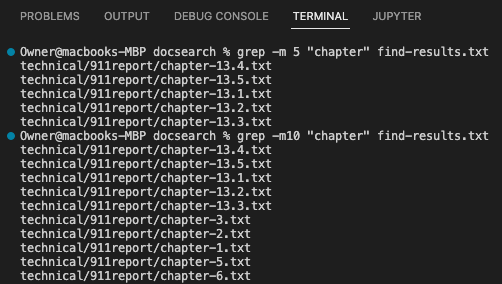 PROBLEMS OUTPUT DEBUG CONSOLE TERMINAL JUPYTER
Owner@macbooks-MBP docsearch % grep -m 5 "chapter" find-results.txt
technical/911report/chapter-13.4.txt
technical/911report/chapter-13.5.txt
technical/911report/chapter-13.1.txt
technical/911report/chapter-13.2.txt
technical/911report/chapter-13.3.txt
Owner@macbooks-MBP docsearch % grep -m10 "chapter" find-results.txt
technical/911report/chapter-13.4.txt
technical/911report/chapter-13.5.txt
technical/911report/chapter-13.1.txt
technical/911report/chapter-13.2.txt
technical/911report/chapter-13.3.txt
technical/911report/chapter-3.txt
technical/911report/chapter-2.txt
technical/911report/chapter-1.txt
technical/911report/chapter-5.txt
technical/911report/chapter-6.txt